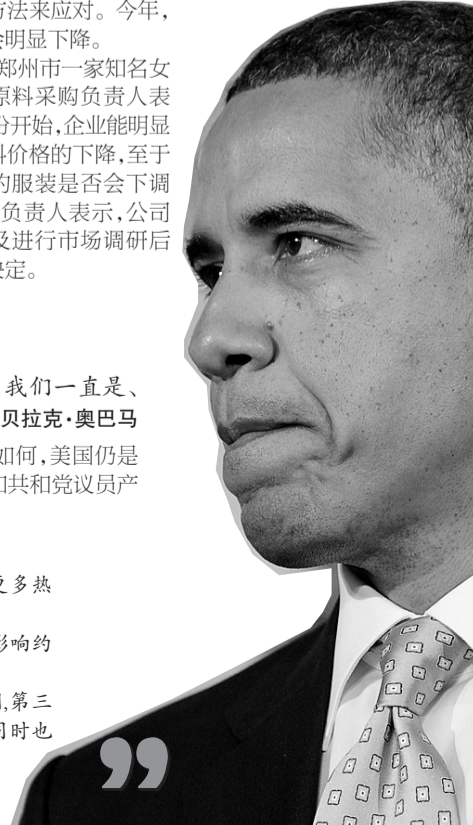 方法来应对。今年,
会明显下降。
郑州市一家知名女
原料采购负责人表
份开始,企业能明显
料价格的下降,至于
的服装是否会下调
负责人表示,公司
及进行市场调研后
决定。
我们一直是、
贝拉克·奥巴马
如何,美国仍是
和共和党议员产
更多热
影响约
,第三
同时也
”